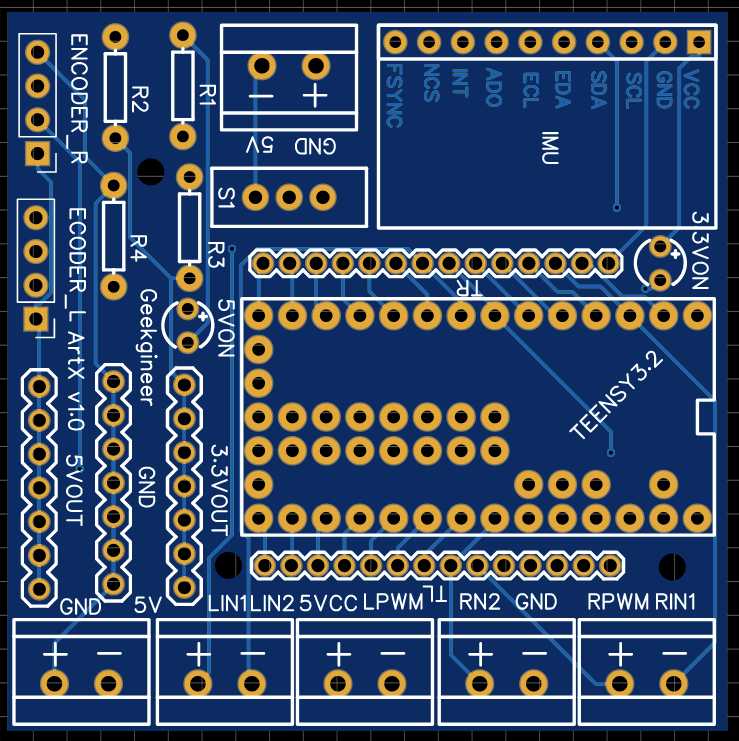 ENCODER_R
R2
R1
− +
5V GND
S1
FSYNC
NCS
INT
ADO
ECL
EDA
SDA
SCL
GND
VCC
IMU
ECODER_L
R4
R3
3.3VON
+
TR
Geekgineer
5VON
+
ArtX v1.0
TEENSY3.2
5VOUT
GND
3.3VOUT
TL
GND 5V LIN1 LIN2 5VCC LPWM RN2 GND RPWM RIN1
+ − + − + − + − + −